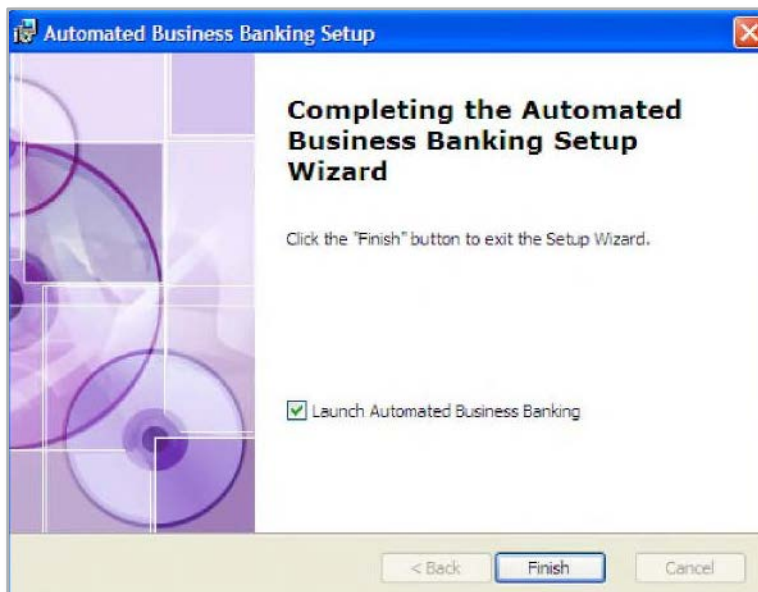 Automated Business Banking Setup
Completing the Automated
Business Banking Setup
Wizard
Click the "Finish" button to exit the Setup Wizard.
Launch Automated Business Banking
< Back
Finish
Cancel